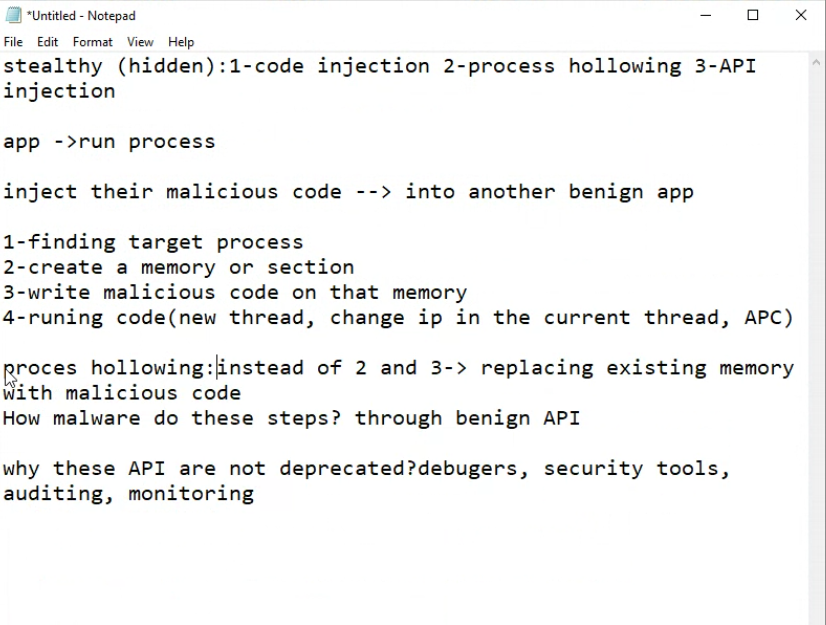 *Untitled - Notepad
File Edit Format View Help
stealthy (hidden):1-code injection 2-process hollowing 3-API
injection
app ->run process
inject their malicious code --> into another benign app
1-finding target process
2-create a memory or section
3-write malicious code on that memory
4-runing code(new thread, change ip in the current thread, APC)
proces hollowing:instead of 2 and 3-> replacing existing memory
with malicious code
How malware do these steps? through benign API
why these API are not deprecated?debugers, security tools,
auditing, monitoring